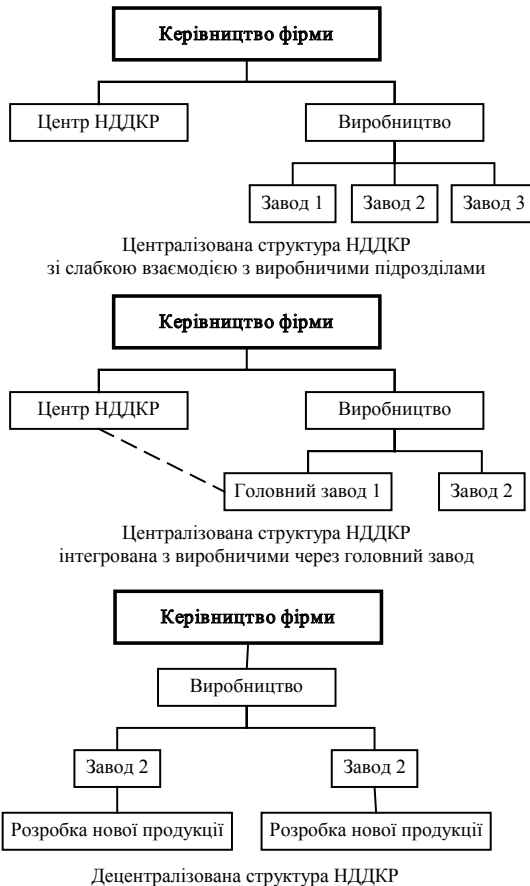 Керівництво фірми
Центр НДДКР
Виробництво
Завод 1
Завод 2
Завод 3
Централізована структура НДДКР
зі слабкою взаємодією з виробничими підрозділами
Керівництво фірми
Центр НДДКР
Виробництво
Головний завод 1
Завод 2
Централізована структура НДДКР
інтегрована з виробничими через головний завод
Керівництво фірми
Виробництво
Завод 2
Завод 2
Розробка нової продукції
Розробка нової продукції
Децентралізована структура НДДКР